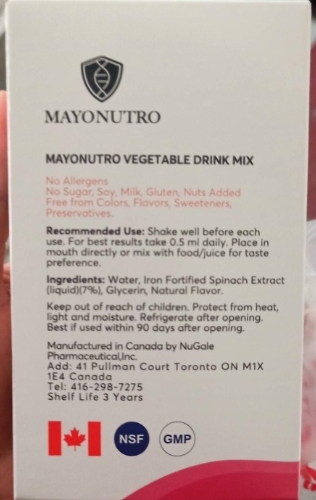 MAYONUTRO
MAYONUTRO VEGETABLE DRINK MIX
No Allergens
No Sugar, Soy, Milk, Gluten, Nuts Added
Free from Colors, Flavors, Sweeteners,
Preservatives.
Recommended Use: Shake well before each
use. For best results take 0.5 ml daily. Place in
mouth directly or mix with food/juice for taste
preference.
Ingredients: Water, Iron Fortified Spinach Extract
(liquid)(7%), Glycerin, Natural Flavor.
Keep out of reach of children. Protect from heat,
light and moisture. Refrigerate after opening.
Best if used within 90 days after opening.
Manufactured in Canada by NuGale
Pharmaceutical,Inc.
Add: 41 Pullman Court Toronto ON M1X
1E4 Canada
Tel: 416-298-7275
Shelf Life 3 Years
NSF GMP